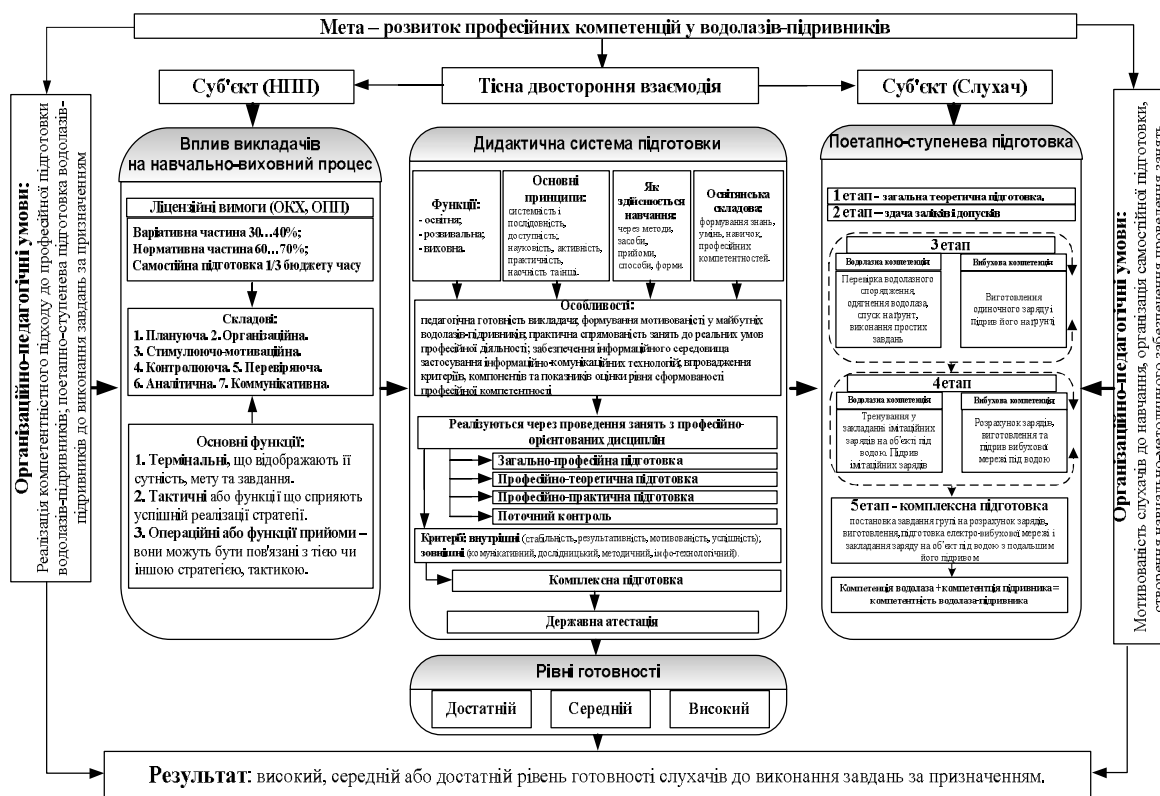 Мета – розвиток професійних компетенцій у водолазів-підривників
Суб'єкт (НПП)
Тісна двостороння взаємодія
Суб'єкт (Слухач)
Організаційно-педагогічні умови:
Реалізація компетентністного підходу до професійної підготовки
водолазів-підривників; поетапно-ступенева підготовка водолазів-
підривників до виконання завдань за призначенням
Вплив викладачів
на навчально-виховний процес
Ліцензійні вимоги (ОКХ, ОПП)
Варіативна частина 30…40%;
Нормативна частина 60…70%;
Самостійна підготовка 1/3 бюджету часу
Складові:
1. Плануюча. 2. Організаційна.
3. Стимулюючо-мотиваційна.
4. Контролююча. 5. Перевіряюча.
6. Аналітична. 7. Коммунікативна.
Основні функції:
1. Термінальні, що відображають її
сутність, мету та завдання.
2. Тактичні або функції що сприяють
успішній реалізації стратегії.
3. Операційні або функції прийоми –
вони можуть бути пов'язані з тією чи
іншою стратегією, тактикою.
Дидактична система підготовки
Функції:
- освітня;
- розвивальна;
- виховна.
Основні
принципи:
системність і
послідовність,
доступність;
науковість, активність,
практичність,
наочність та інші.
Як
здійснюється
навчання:
через методи,
засоби,
прийоми,
способи, форми.
Освітянська
складова:
формування знань,
умінь, навичок,
професійних
компетентностей.
Особливості:
педагогічна готовність викладача; формування мотивованості у майбутніх
водолазів-підривників; практична спрямованість занять до реальних умов
професійної діяльності; забезпечення інформаційного середовища
застосування інформаційно-комунікаційних технологій; впровадження
критеріїв, компонентів та показників оцінки рівня сформованості
професійної компетентності
Реалізуються через проведення занять з професійно-
орієнтованих дисциплін
Загально-професійна підготовка
Професійно-теоретична підготовка
Професійно-практична підготовка
Поточний контроль
Критерії: внутрішні (стабільність, результативність, мотивованість, успішність);
зовнішні (комунікативний, дослідницький, методичний, інфо-технологічний).
Комплексна підготовка
Державна атестація
Рівні готовності
Достатній
Середній
Високий
Поетапно-ступенева підготовка
1 етап - загальна теоретична підготовка.
2 етап – здача заліків і допусків
3 етап
Водолазна компетенція
Перевірка водолазного
спорядження,
одягнення водолаза,
спуск на ґрунт,
виконання простих
завдань
Вибухова компетенція
Виготовлення
одиночного заряду і
підрив його на ґрунті
4 етап
Водолазна компетенція
Тренування у
закладанні імітаційних
зарядів на об'єкті під
водою. Підрив
імітаційних зарядів
Вибухова компетенція
Розрахунок зарядів,
виготовлення та
підрив вибухової
мережі під водою
5 етап - комплексна підготовка
постановка завдання групі на розрахунок зарядів,
виготовлення, підготовка електро-вибухової мережі і
закладання заряду на об'єкт під водою з подальшим
його підривом
Компетенція водолаза + компетентція підривника =
компетентність водолаза-підривника
Організаційно-педагогічні умови:
Мотивованість слухачів до навчання, організація самостійної підготовки,
створення навчально-методичного забезпечення проведення занять
Результат: високий, середній або достатній рівень готовності слухачів до виконання завдань за призначенням.